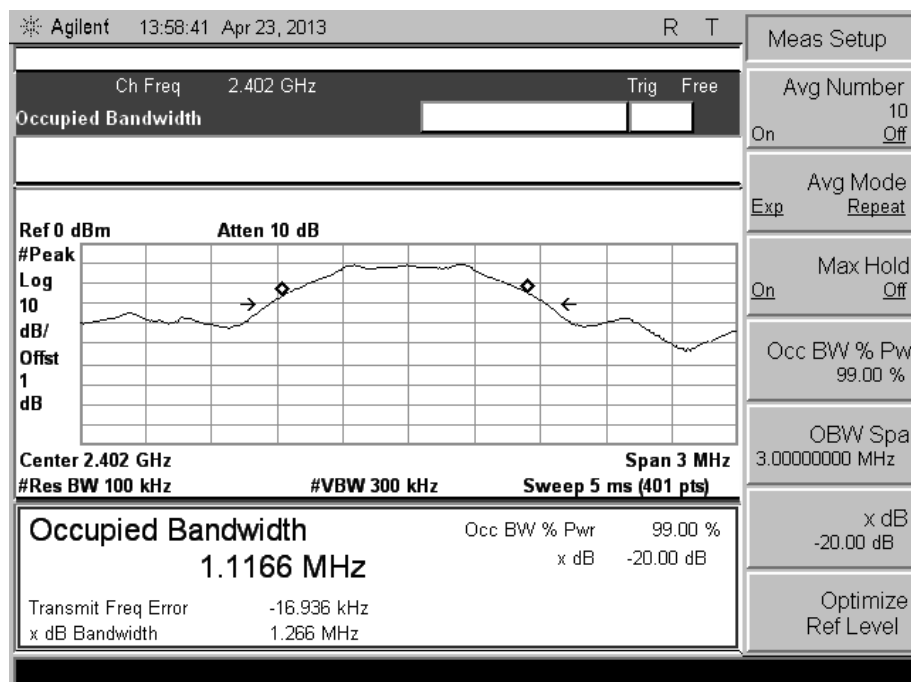 Agilent 13:58:41 Apr 23, 2013 R T
Ch Freq 2.402 GHz Trig Free
Occupied Bandwidth
Ref 0 dBm Atten 10 dB
#Peak
Log
10
dB/
Offst
1
dB
Center 2.402 GHz Span 3 MHz
#Res BW 100 kHz #VBW 300 kHz Sweep 5 ms (401 pts)
Occupied Bandwidth
1.1166 MHz
Occ BW % Pwr 99.00 %
x dB -20.00 dB
Transmit Freq Error -16.936 kHz
x dB Bandwidth 1.266 MHz
Meas Setup
Avg Number
10
On Off
Avg Mode
Exp Repeat
Max Hold
On Off
Occ BW % Pw
99.00 %
OBW Spa
3.00000000 MHz
x dB
-20.00 dB
Optimize
Ref Level